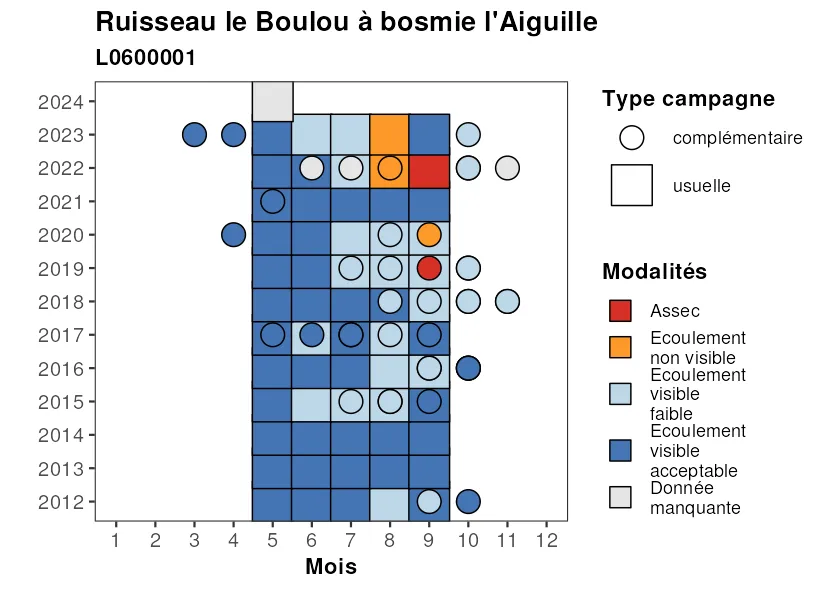 Ruisseau le Boulou à bosmie l'Aiguille
L0600001
2024
2023
2022
2021
2020
2019
2018
2017
2016
2015
2014
2013
2012
1 2 3 4 5 6 7 8 9 10 11 12
Mois
Type campagne
complémentaire
usuelle
Modalités
Assec
Ecoulement
non visible
Ecoulement
visible
faible
Ecoulement
visible
acceptable
Donnée
manquante